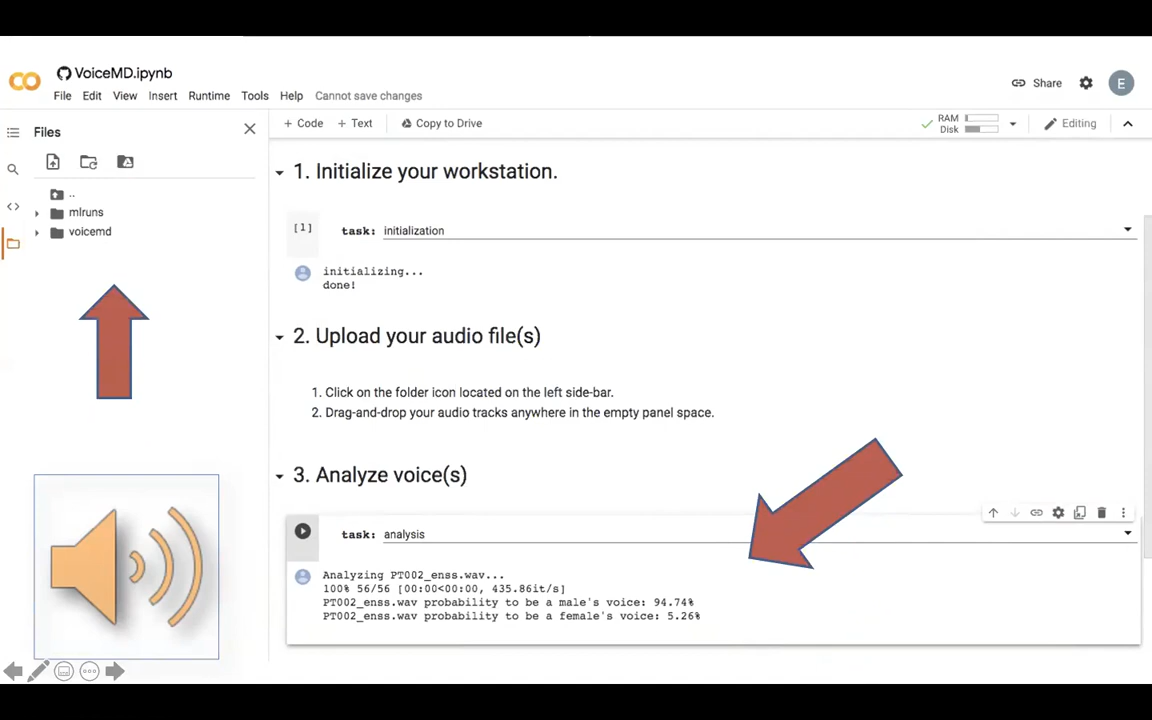 VoiceMD.ipynb
File Edit View Insert Runtime Tools Help Cannot save changes
Share
E
Files
+ Code + Text Copy to Drive
RAM
Disk
Editing
..
mlruns
voicemd
1. Initialize your workstation.
[1] task: initialization
initializing...
done!
2. Upload your audio file(s)
1. Click on the folder icon located on the left side-bar.
2. Drag-and-drop your audio tracks anywhere in the empty panel space.
3. Analyze voice(s)
task: analysis
Analyzing PT002_enss.wav...
100% 56/56 [00:00<00:00, 435.86it/s]
PT002_enss.wav probability to be a male's voice: 94.74%
PT002_enss.wav probability to be a female's voice: 5.26%